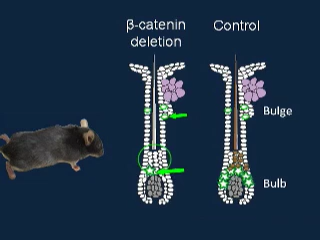 β-catenin
deletion
Control
Bulge
Bulb